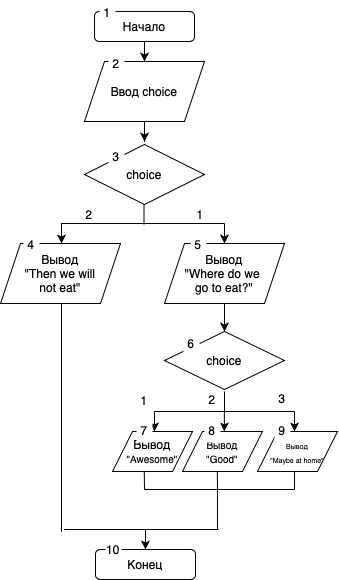 1
Начало
2
Ввод choice
3
choice
2
1
4
Вывод
"Then we will
not eat"
5
Вывод
"Where do we
go to eat?"
6
choice
1
2
3
7
Вывод
"Awesome"
8
Вывод
"Good"
9
Вывод
"Maybe at home"
10
Конец